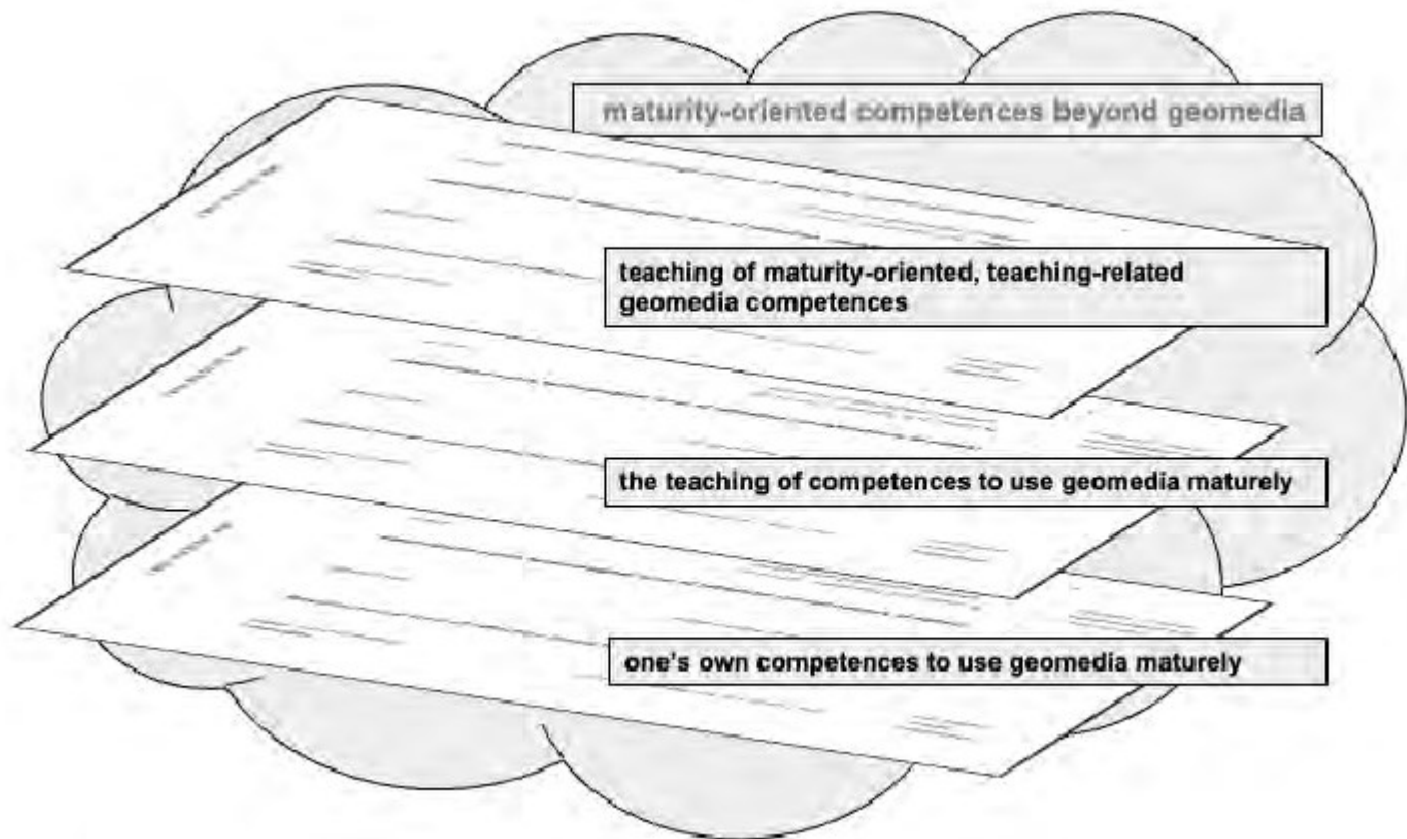 maturity-oriented competences beyond geomedia
teaching of maturity-oriented, teaching-related
geomedia competences
the teaching of competences to use geomedia maturely
one's own competences to use geomedia maturely